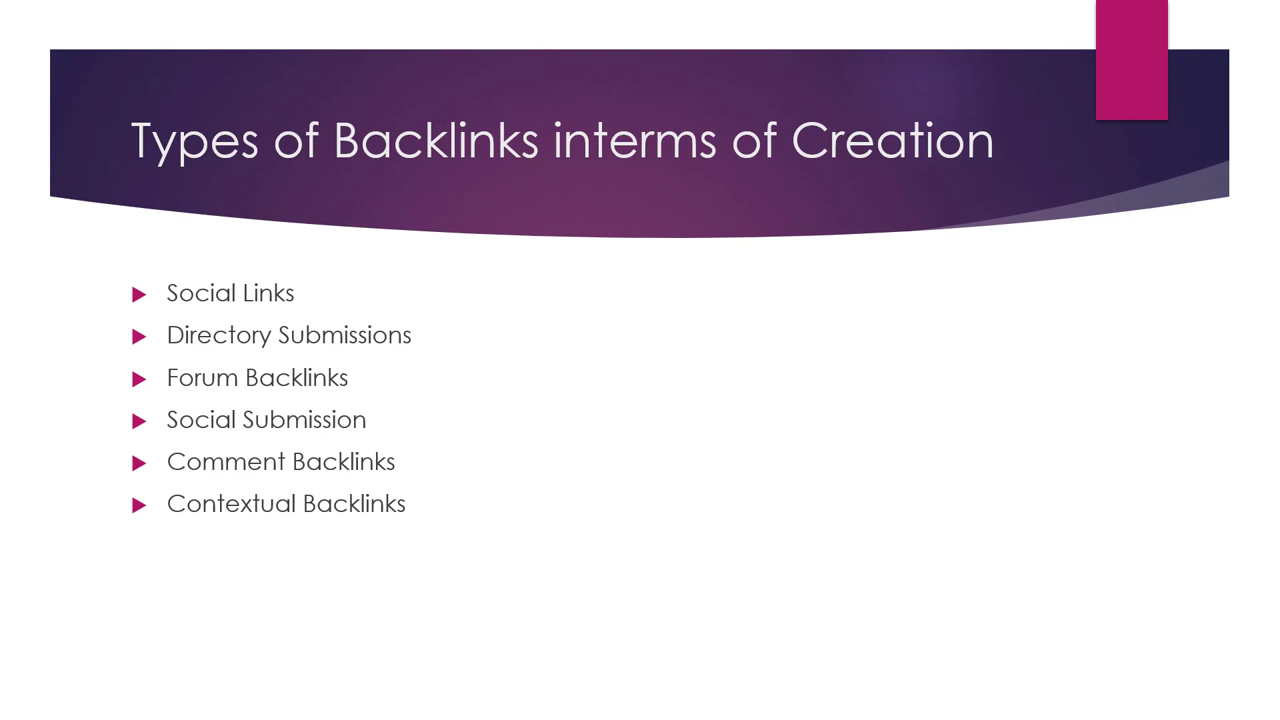 Types of Backlinks interms of Creation
Social Links
Directory Submissions
Forum Backlinks
Social Submission
Comment Backlinks
Contextual Backlinks